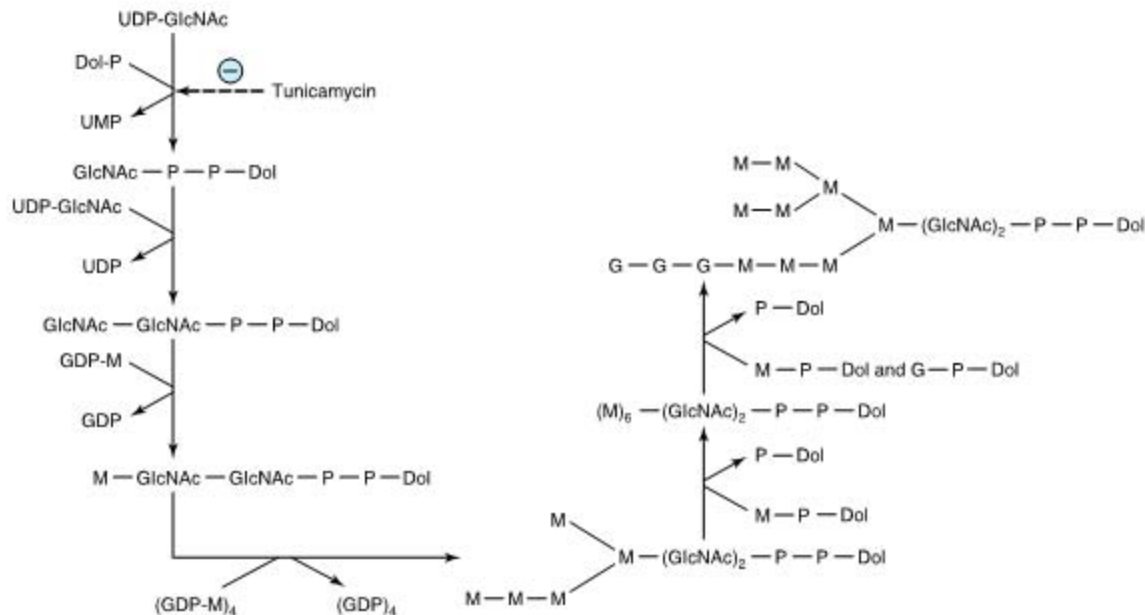 UDP-GlcNAc
Dol-P
−
Tunicamycin
UMP
GlcNAc — P — P — Dol
UDP-GlcNAc
UDP
GlcNAc — GlcNAc — P — P — Dol
GDP-M
GDP
M — GlcNAc — GlcNAc — P — P — Dol
(GDP-M)4
(GDP)4
M
M — (GlcNAc)2 — P — P — Dol
M — M — M
M — P — Dol
P — Dol
(M)6 — (GlcNAc)2 — P — P — Dol
M — P — Dol and G — P — Dol
P — Dol
M — M
M
M — M
M — (GlcNAc)2 — P — P — Dol
G — G — G — M — M — M